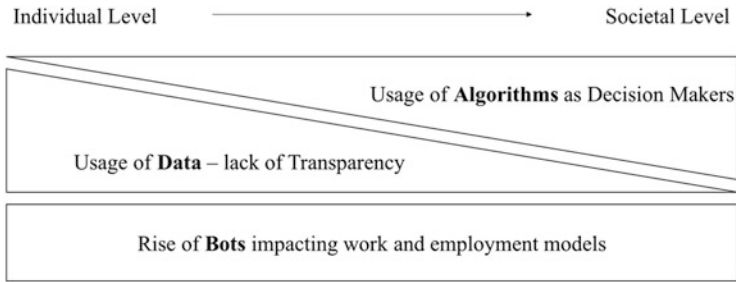 Individual Level Societal Level
Usage of Algorithms as Decision Makers
Usage of Data – lack of Transparency
Rise of Bots impacting work and employment models